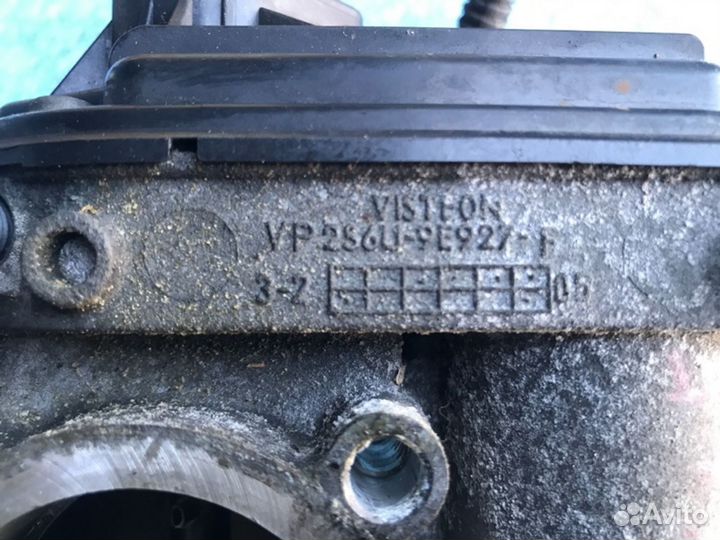 VISTEON
VP2S6U-9E927-F
3-2 05
Avito